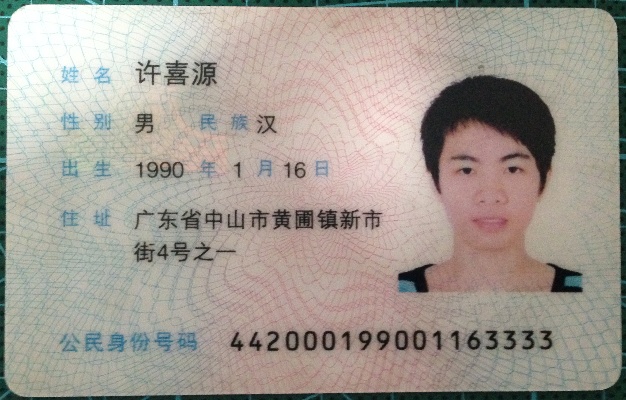 姓名 许喜源
性别 男 民族 汉
出生 1990 年 1 月 16 日
住址 广东省中山市黄圃镇新市
街4号之一
公民身份号码 442000199001163333